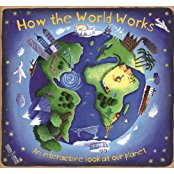 How the World Works
An interactive look at our planet